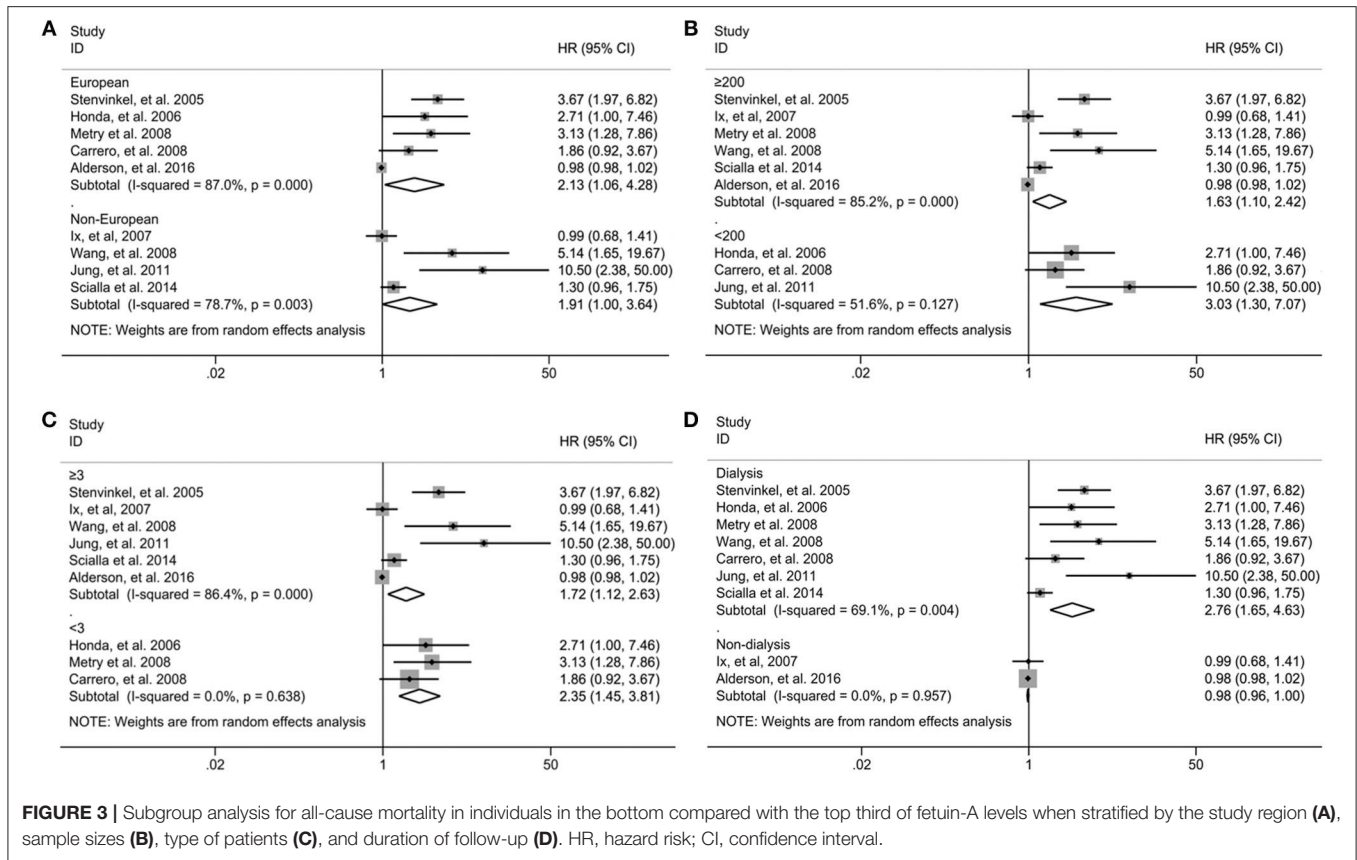 A
Study
ID HR (95% CI)
European
Stenvinkel, et al. 2005 3.67 (1.97, 6.82)
Honda, et al. 2006 2.71 (1.00, 7.46)
Metry et al. 2008 3.13 (1.28, 7.86)
Carrero, et al. 2008 1.86 (0.92, 3.67)
Alderson, et al. 2016 0.98 (0.98, 1.02)
Subtotal (I-squared = 87.0%, p = 0.000) 2.13 (1.06, 4.28)
.
Non-European
Ix, et al, 2007 0.99 (0.68, 1.41)
Wang, et al. 2008 5.14 (1.65, 19.67)
Jung, et al. 2011 10.50 (2.38, 50.00)
Scialla et al. 2014 1.30 (0.96, 1.75)
Subtotal (I-squared = 78.7%, p = 0.003) 1.91 (1.00, 3.64)
NOTE: Weights are from random effects analysis
.02 1 50
B
Study
ID HR (95% CI)
≥200
Stenvinkel, et al. 2005 3.67 (1.97, 6.82)
Ix, et al, 2007 0.99 (0.68, 1.41)
Metry et al. 2008 3.13 (1.28, 7.86)
Wang, et al. 2008 5.14 (1.65, 19.67)
Scialla et al. 2014 1.30 (0.96, 1.75)
Alderson, et al. 2016 0.98 (0.98, 1.02)
Subtotal (I-squared = 85.2%, p = 0.000) 1.63 (1.10, 2.42)
.
<200
Honda, et al. 2006 2.71 (1.00, 7.46)
Carrero, et al. 2008 1.86 (0.92, 3.67)
Jung, et al. 2011 10.50 (2.38, 50.00)
Subtotal (I-squared = 51.6%, p = 0.127) 3.03 (1.30, 7.07)
NOTE: Weights are from random effects analysis
.02 1 50
C
Study
ID HR (95% CI)
≥3
Stenvinkel, et al. 2005 3.67 (1.97, 6.82)
Ix, et al, 2007 0.99 (0.68, 1.41)
Wang, et al. 2008 5.14 (1.65, 19.67)
Jung, et al. 2011 10.50 (2.38, 50.00)
Scialla et al. 2014 1.30 (0.96, 1.75)
Alderson, et al. 2016 0.98 (0.98, 1.02)
Subtotal (I-squared = 86.4%, p = 0.000) 1.72 (1.12, 2.63)
.
<3
Honda, et al. 2006 2.71 (1.00, 7.46)
Metry et al. 2008 3.13 (1.28, 7.86)
Carrero, et al. 2008 1.86 (0.92, 3.67)
Subtotal (I-squared = 0.0%, p = 0.638) 2.35 (1.45, 3.81)
NOTE: Weights are from random effects analysis
.02 1 50
D
Study
ID HR (95% CI)
Dialysis
Stenvinkel, et al. 2005 3.67 (1.97, 6.82)
Honda, et al. 2006 2.71 (1.00, 7.46)
Metry et al. 2008 3.13 (1.28, 7.86)
Wang, et al. 2008 5.14 (1.65, 19.67)
Carrero, et al. 2008 1.86 (0.92, 3.67)
Jung, et al. 2011 10.50 (2.38, 50.00)
Scialla et al. 2014 1.30 (0.96, 1.75)
Subtotal (I-squared = 69.1%, p = 0.004) 2.76 (1.65, 4.63)
.
Non-dialysis
Ix, et al, 2007 0.99 (0.68, 1.41)
Alderson, et al. 2016 0.98 (0.98, 1.02)
Subtotal (I-squared = 0.0%, p = 0.957) 0.98 (0.96, 1.00)
NOTE: Weights are from random effects analysis
.02 1 50
FIGURE 3 | Subgroup analysis for all-cause mortality in individuals in the bottom compared with the top third of fetuin-A levels when stratified by the study region (A),
sample sizes (B), type of patients (C), and duration of follow-up (D). HR, hazard risk; CI, confidence interval.